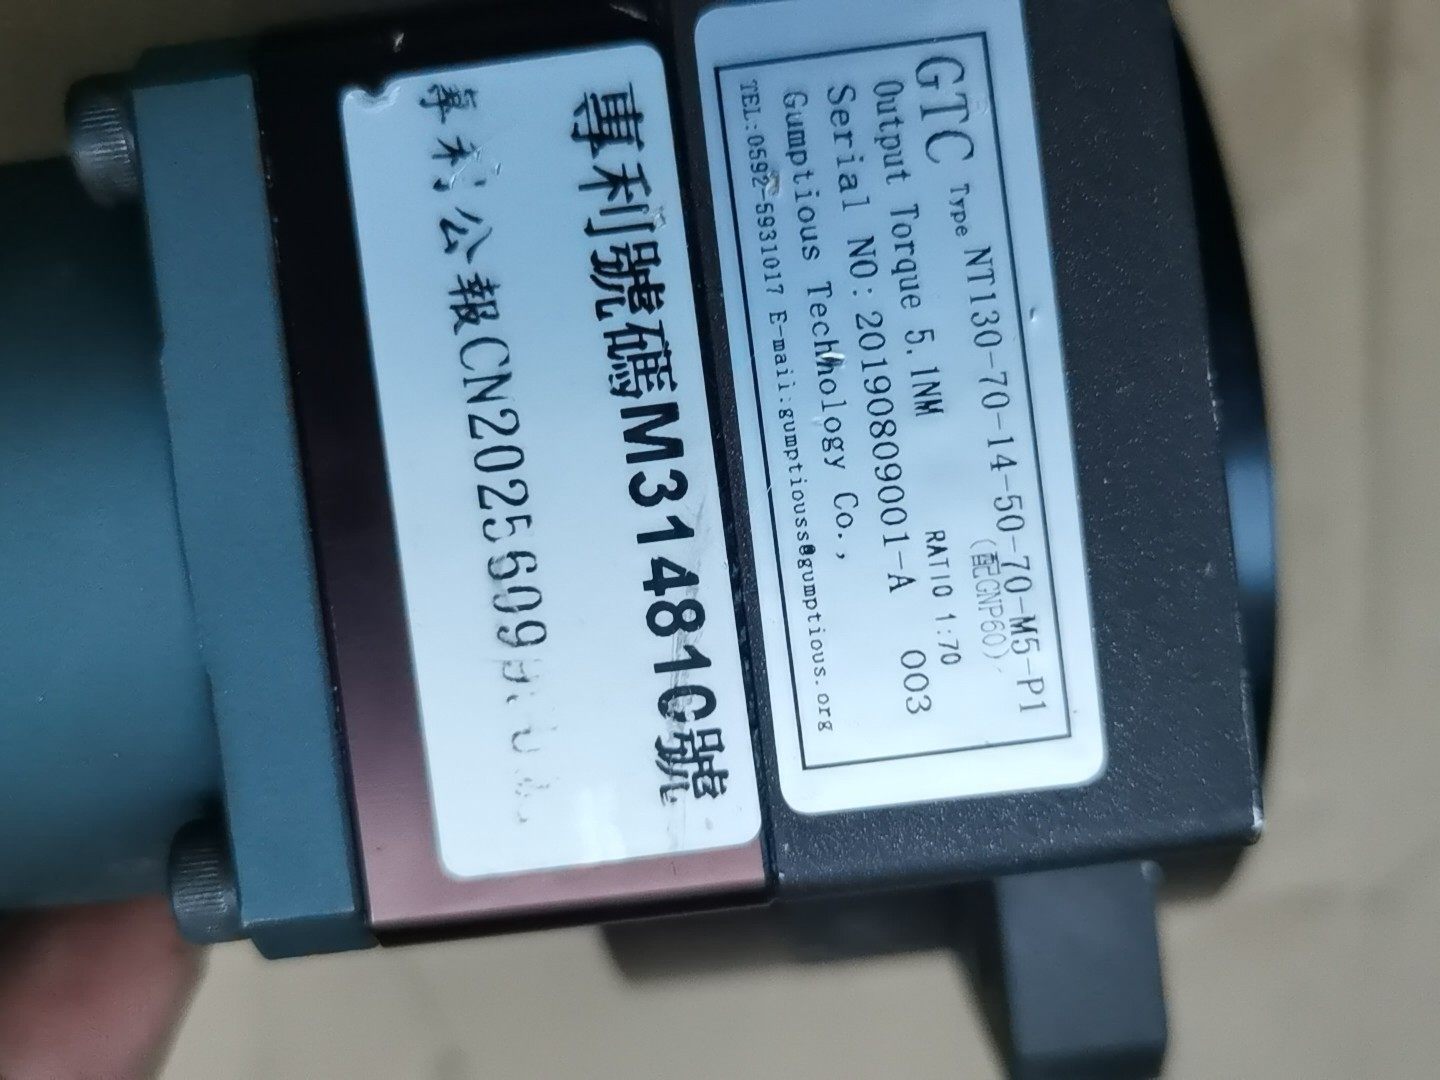 GTC Type NT130-70-14-50-70-M5-P1
(配CNP60)
Output Torque 5.1NM RATIO 1:70
Serial NO: 20190809001-A 003
Gumptious Technology Co.,
TEL:0592-5931017 E-mail:gumptiouss@gumptious.org
專利號碼M314810號
專利公報CN2025609